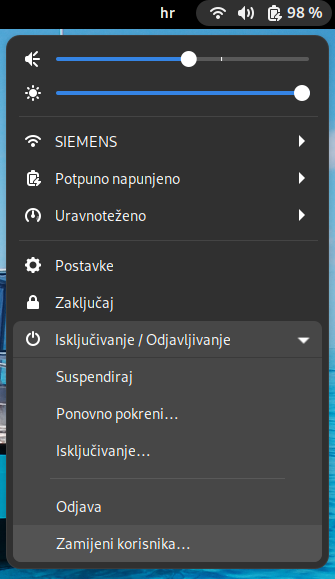 hr 98 %
SIEMENS
Potpuno napunjeno
Uravnoteženo
Postavke
Zaključaj
Isključivanje / Odjavljivanje
Suspendiraj
Ponovno pokreni…
Isključivanje…
Odjava
Zamijeni korisnika…